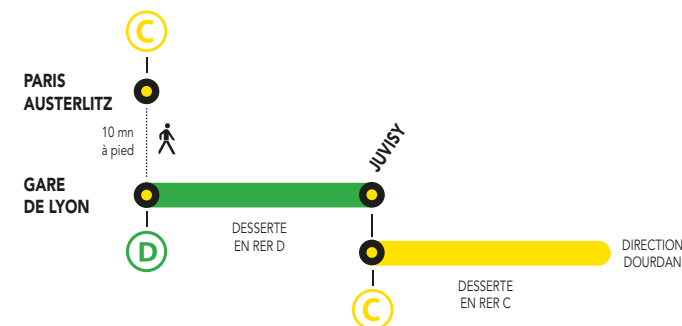 C
PARIS
AUSTERLITZ
10 mn
à pied
JUVISY
GARE
DE LYON
DESSERTE
EN RER D
D
DIRECTION
DOURDAN
DESSERTE
EN RER C
C